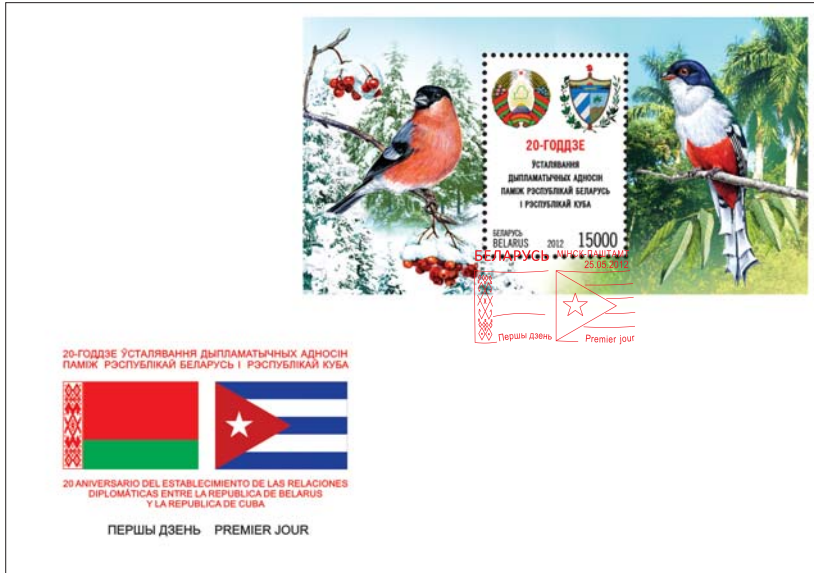 20-ГОДДЗЕ
ЎСТАЛЯВАННЯ
ДЫПЛАМАТЫЧНЫХ АДНОСІН
ПАМІЖ РЭСПУБЛІКАЙ БЕЛАРУСЬ
І РЭСПУБЛІКАЙ КУБА
БЕЛАРУСЬ
BELARUS 2012 15000
БЕЛАРУСЬ МІНСК ПАШТАМТ
25.05.2012
Першы дзень Premier jour
20-ГОДДЗЕ ЎСТАЛЯВАННЯ ДЫПЛАМАТЫЧНЫХ АДНОСІН
ПАМІЖ РЭСПУБЛІКАЙ БЕЛАРУСЬ І РЭСПУБЛІКАЙ КУБА
20 ANIVERSARIO DEL ESTABLECIMIENTO DE LAS RELACIONES
DIPLOMÁTICAS ENTRE LA REPUBLICA DE BELARUS
Y LA REPUBLICA DE CUBA
ПЕРШЫ ДЗЕНЬ PREMIER JOUR